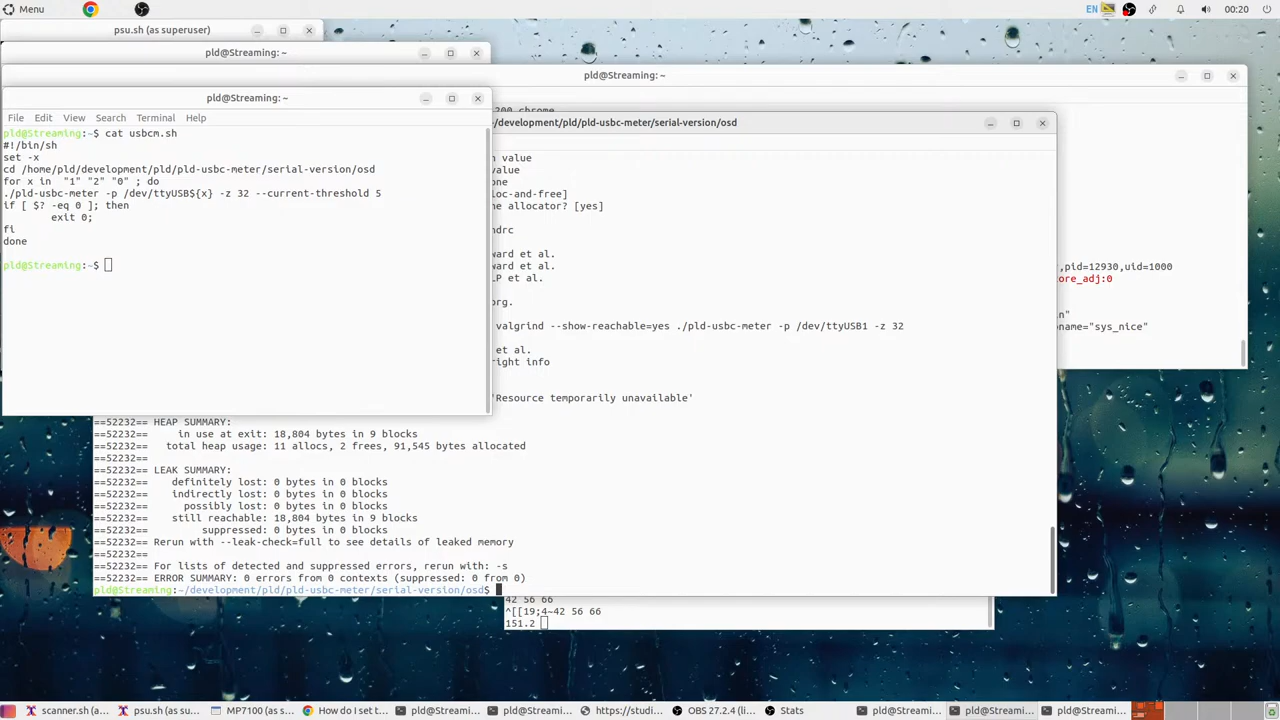 Menu
EN
00:20
psu.sh (as superuser)
pld@Streaming: ~
pld@Streaming: ~
pld@Streaming: ~
File Edit View Search Terminal Help
pld@Streaming:~$ cat usbcm.sh
#!/bin/sh
set -x
cd /home/pld/development/pld/pld-usbc-meter/serial-version/osd
for x in "1" "2" "0" ; do
./pld-usbc-meter -p /dev/ttyUSB${x} -z 32 --current-threshold 5
if [ $? -eq 0 ]; then
exit 0;
fi
done
pld@Streaming:~$
200 chrome
,pid=12930,uid=1000
ore_adj:0
n"
oname="sys_nice"
~/development/pld/pld-usbc-meter/serial-version/osd
n value
value
one
loc-and-free]
me allocator? [yes]
ndrc
ward et al.
ward et al.
LP et al.
org.
valgrind --show-reachable=yes ./pld-usbc-meter -p /dev/ttyUSB1 -z 32
et al.
right info
'Resource temporarily unavailable'
==52232== HEAP SUMMARY:
==52232== in use at exit: 18,804 bytes in 9 blocks
==52232== total heap usage: 11 allocs, 2 frees, 91,545 bytes allocated
==52232==
==52232== LEAK SUMMARY:
==52232== definitely lost: 0 bytes in 0 blocks
==52232== indirectly lost: 0 bytes in 0 blocks
==52232== possibly lost: 0 bytes in 0 blocks
==52232== still reachable: 18,804 bytes in 9 blocks
==52232== suppressed: 0 bytes in 0 blocks
==52232== Rerun with --leak-check=full to see details of leaked memory
==52232==
==52232== For lists of detected and suppressed errors, rerun with: -s
==52232== ERROR SUMMARY: 0 errors from 0 contexts (suppressed: 0 from 0)
pld@Streaming:~/development/pld/pld-usbc-meter/serial-version/osd$
42 56 66
^[[19;4~42 56 66
151.2
scanner.sh (a...
psu.sh (as su...
MP7100 (as s...
How do I set t...
pld@Streami...
pld@Streami...
https://studi...
OBS 27.2.4 (li...
Stats
pld@Streami...
pld@Streami...
pld@Streami...